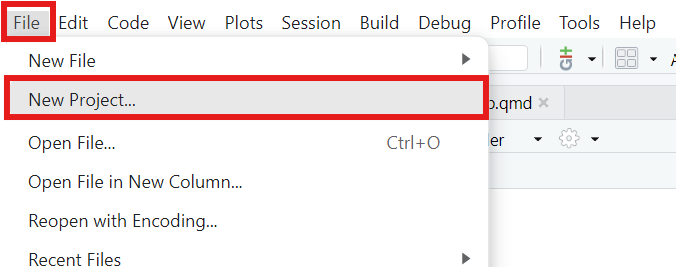 File Edit Code View Plots Session Build Debug Profile Tools Help
New File
New Project...
.qmd
Open File... Ctrl+O
Open File in New Column...
Reopen with Encoding...
Recent Files